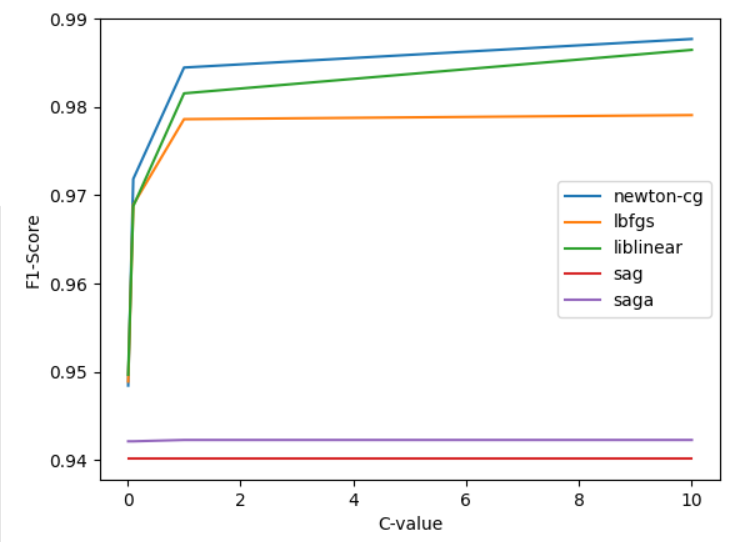 0.99
0.98
0.97
0.96
0.95
0.94
F1-Score
newton-cg
lbfgs
liblinear
sag
saga
0 2 4 6 8 10
C-value